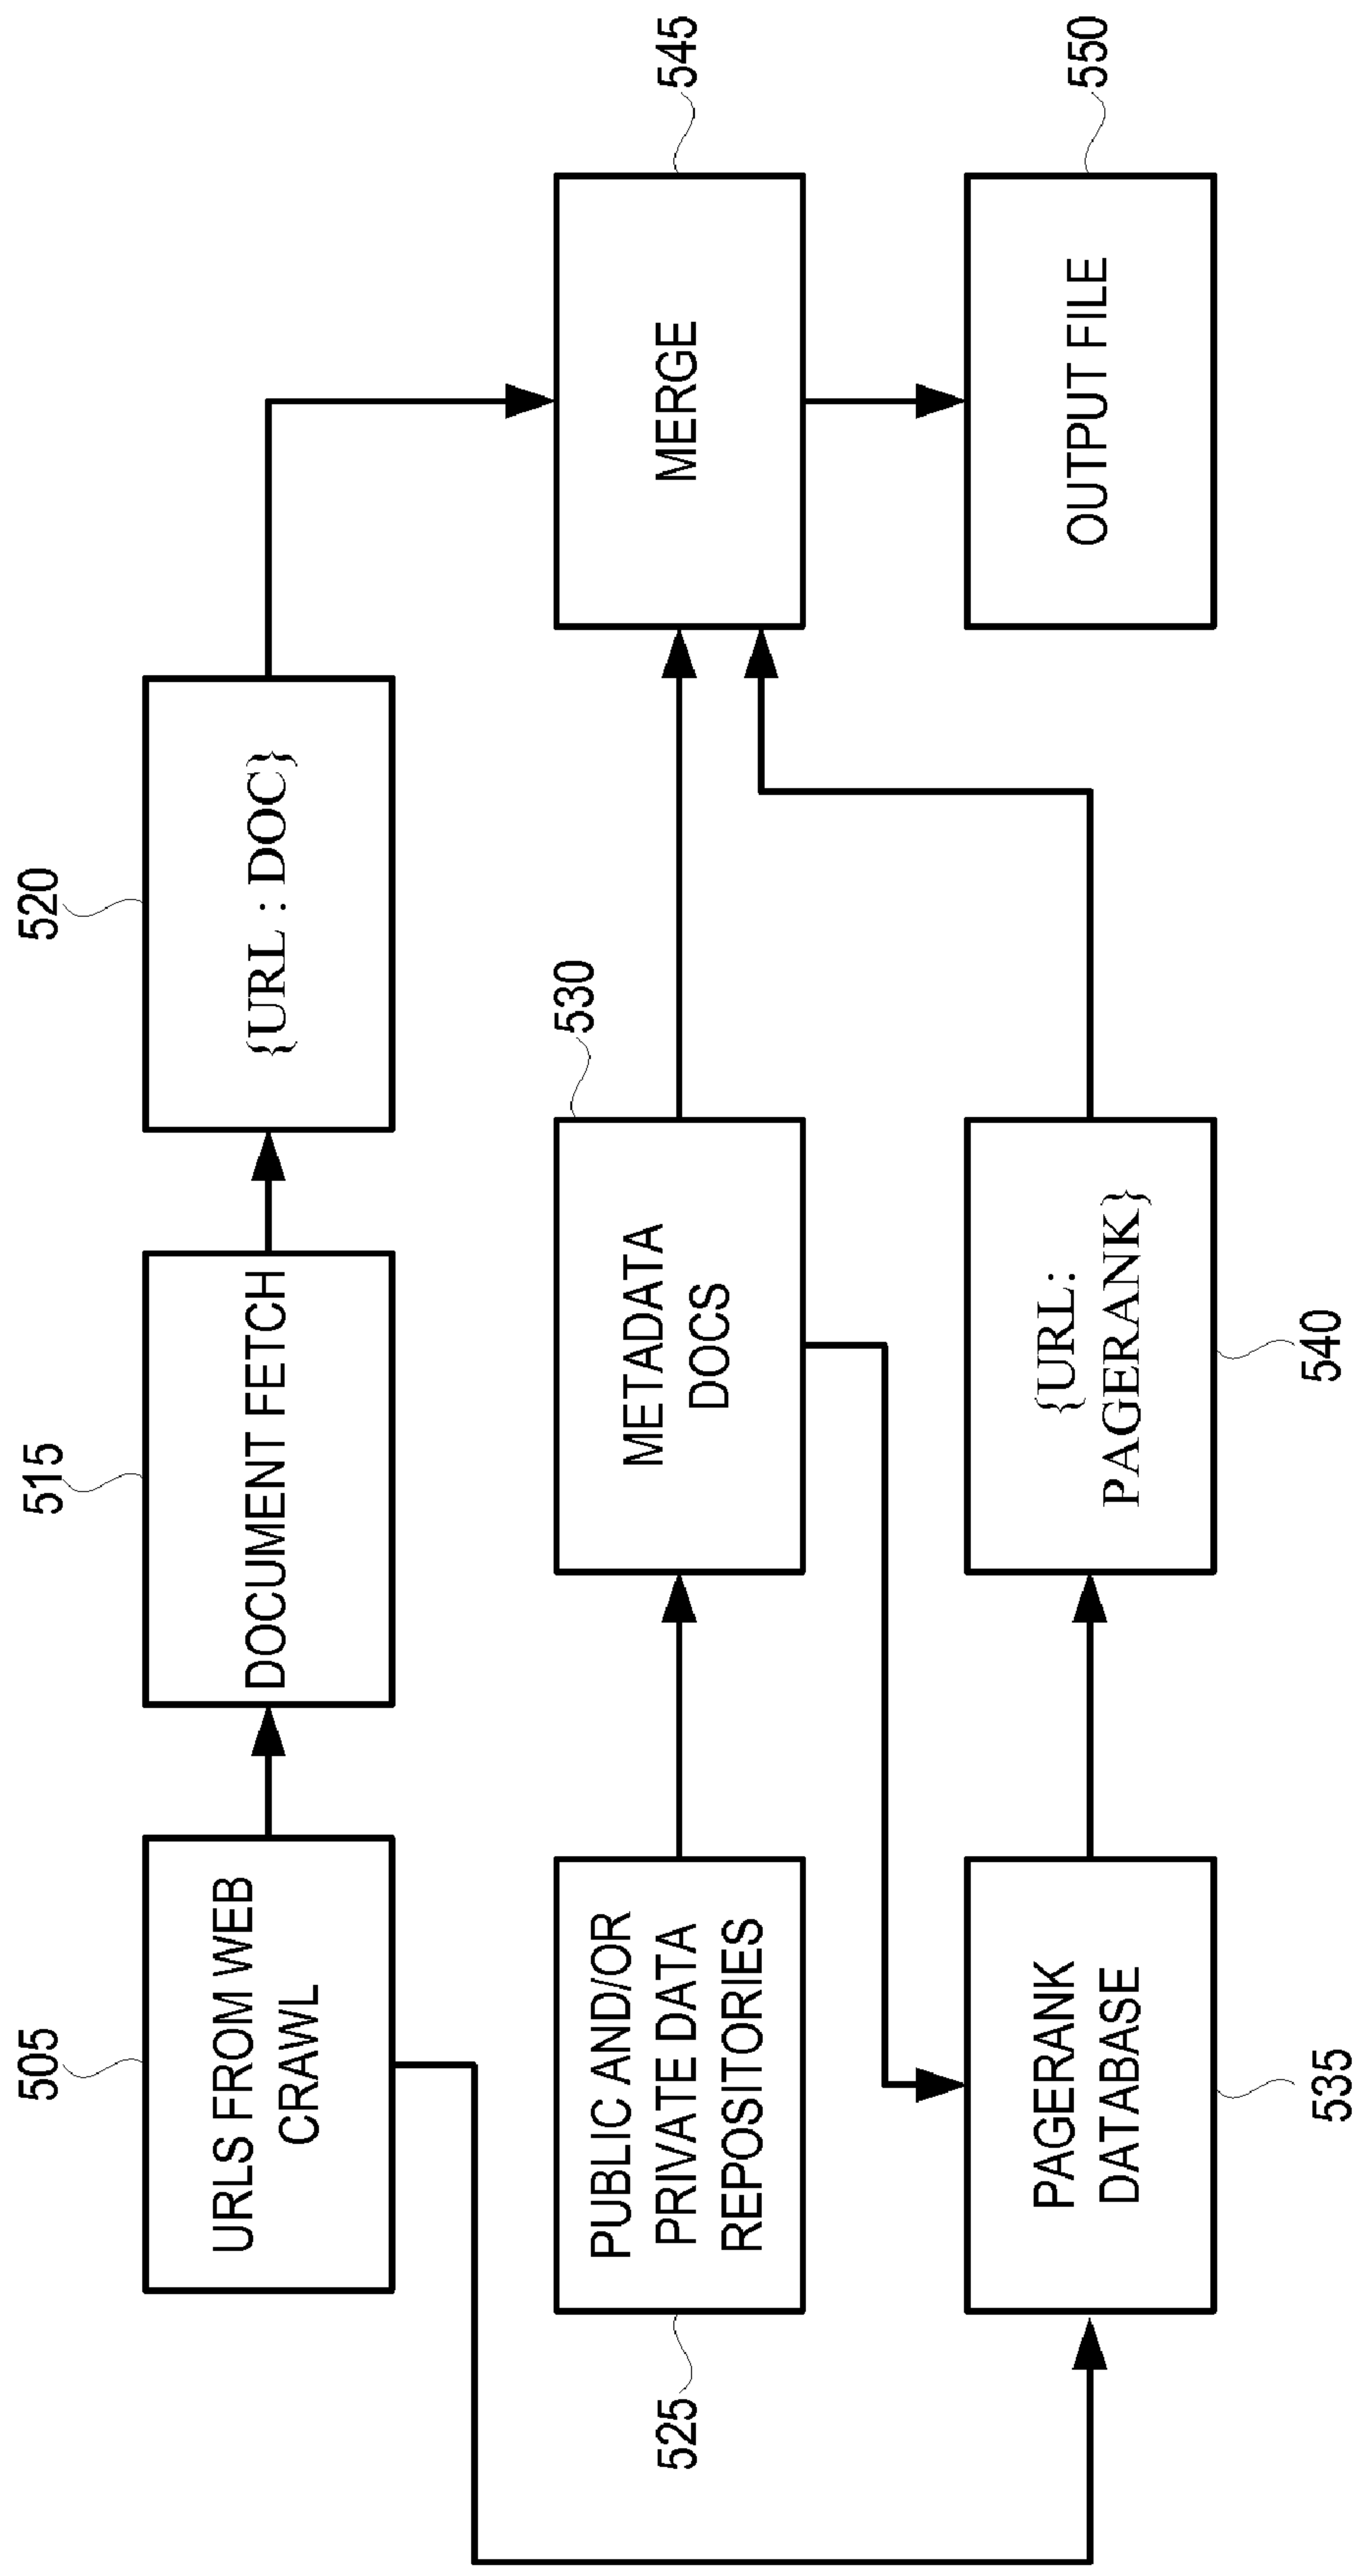 505
URLS FROM WEB
CRAWL
515
DOCUMENT FETCH
520
{URL : DOC}
525
PUBLIC AND/OR
PRIVATE DATA
REPOSITORIES
530
METADATA
DOCS
545
MERGE
535
PAGERANK
DATABASE
540
{URL:
PAGERANK}
550
OUTPUT FILE